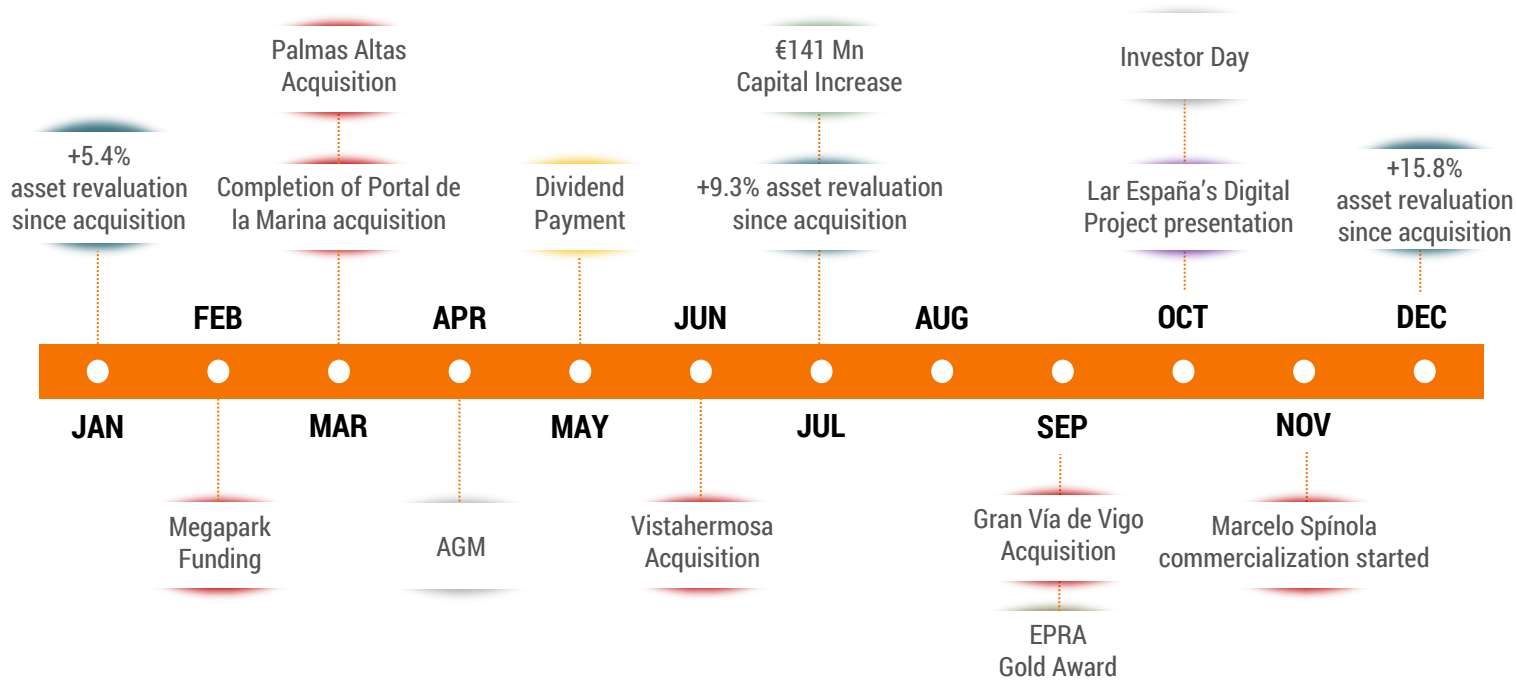 Palmas Altas
Acquisition
€141 Mn
Capital Increase
Investor Day
+5.4%
asset revaluation
since acquisition
Completion of Portal de
la Marina acquisition
Dividend
Payment
+9.3% asset revaluation
since acquisition
Lar España's Digital
Project presentation
+15.8%
asset revaluation
since acquisition
FEB
APR
JUN
AUG
OCT
DEC
JAN
MAR
MAY
JUL
SEP
NOV
Megapark
Funding
AGM
Vistahermosa
Acquisition
Gran Vía de Vigo
Acquisition
Marcelo Spínola
commercialization started
EPRA
Gold Award